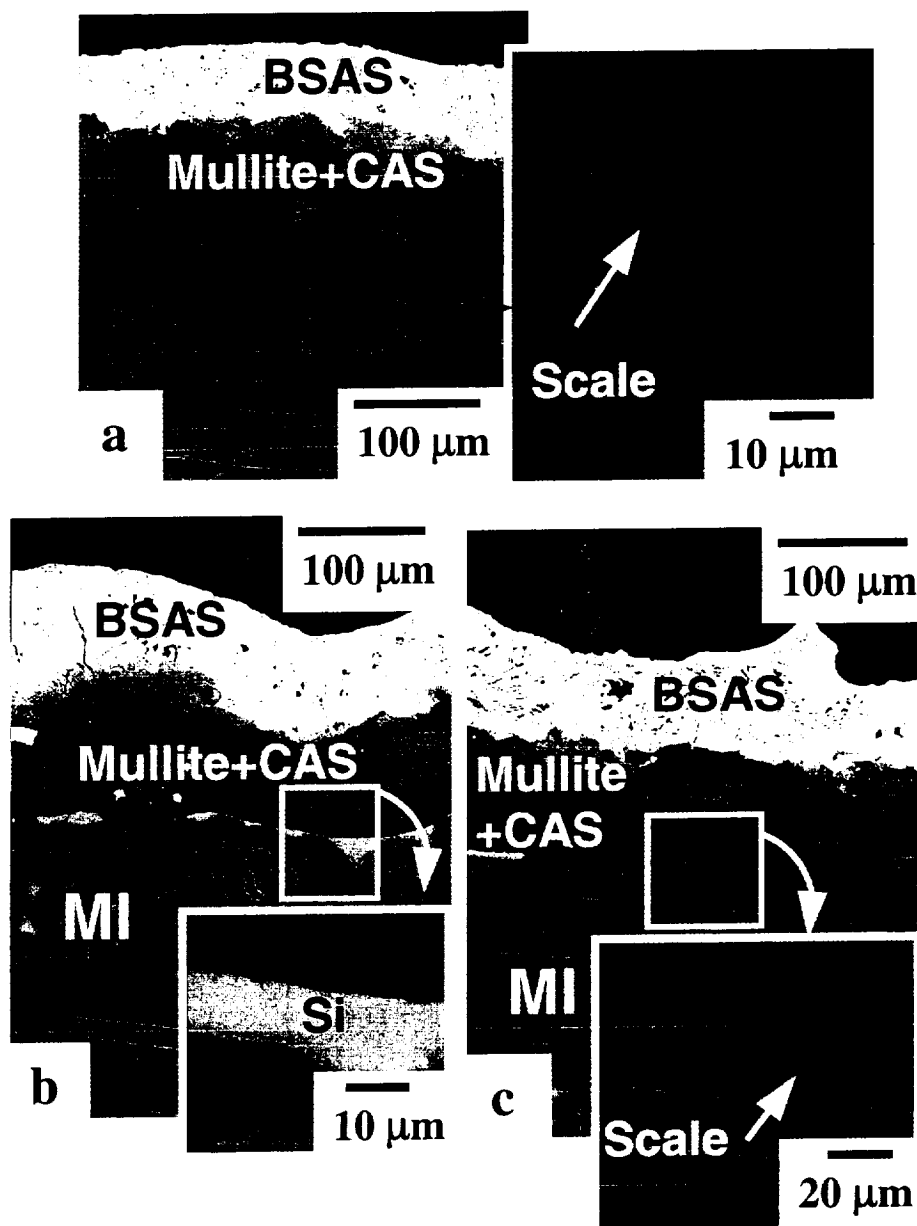 BSAS
Mullite+CAS
Scale
a
100 µm
10 µm
100 µm
BSAS
Mullite+CAS
MI
Si
b
10 µm
100 µm
BSAS
Mullite
+CAS
MI
c
Scale
20 µm